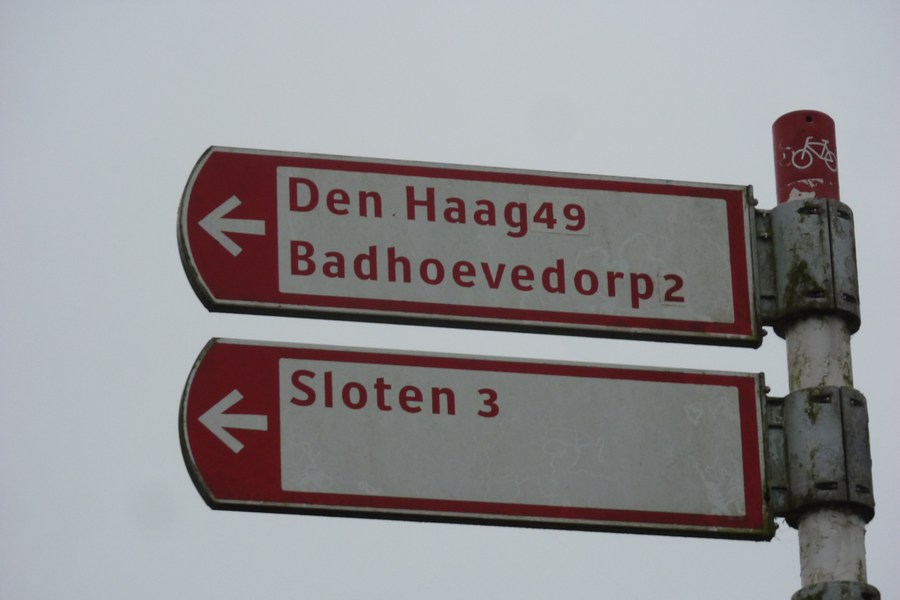 Den Haag49
Badhoevedorp2
Sloten 3